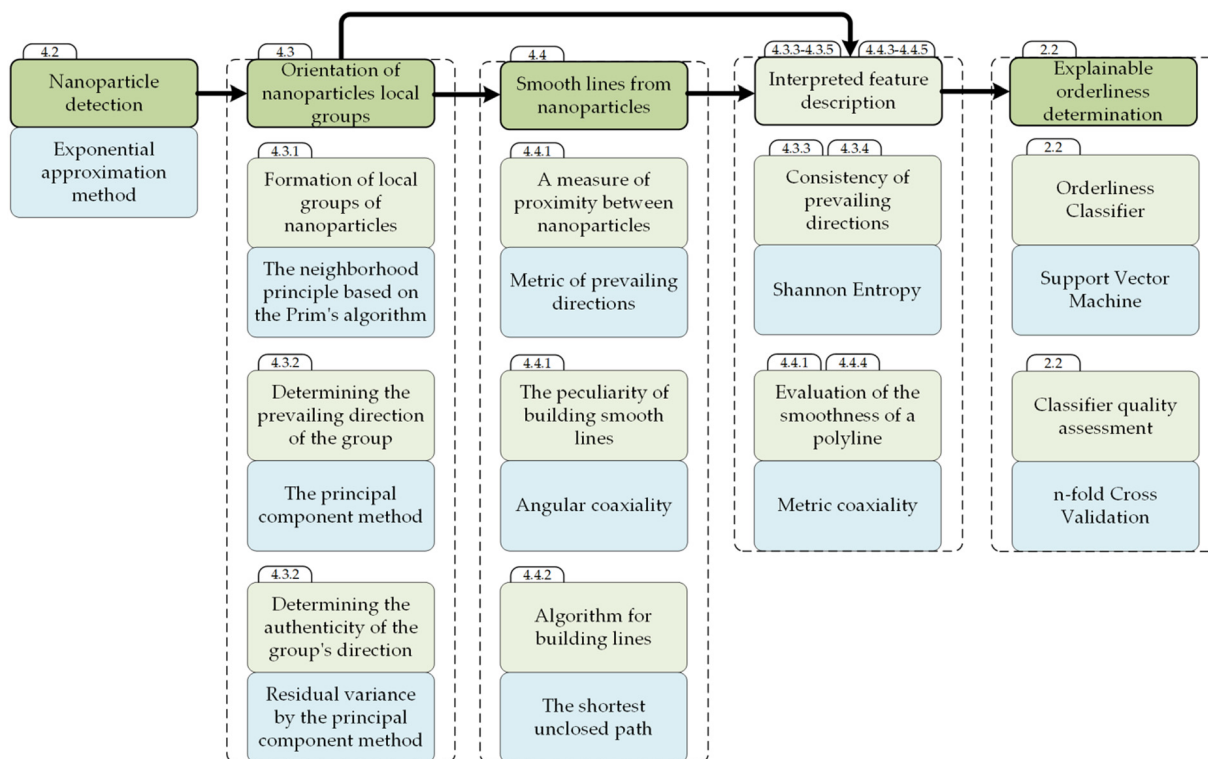 4.2
Nanoparticle
detection
Exponential
approximation
method
4.3
Orientation of
nanoparticles local
groups
4.3.1
Formation of local
groups of
nanoparticles
The neighborhood
principle based on
the Prim's algorithm
4.3.2
Determining the
prevailing direction
of the group
The principal
component method
4.3.2
Determining the
authenticity of the
group's direction
Residual variance
by the principal
component method
4.4
Smooth lines from
nanoparticles
4.4.1
A measure of
proximity between
nanoparticles
Metric of prevailing
directions
4.4.1
The peculiarity of
building smooth
lines
Angular coaxiality
4.4.2
Algorithm for
building lines
The shortest
unclosed path
4.3.3-4.3.5 4.4.3-4.4.5
Interpreted feature
description
4.3.3 4.3.4
Consistency of
prevailing
directions
Shannon Entropy
4.4.1 4.4.4
Evaluation of the
smoothness of a
polyline
Metric coaxiality
2.2
Explainable
orderliness
determination
2.2
Orderliness
Classifier
Support Vector
Machine
2.2
Classifier quality
assessment
n-fold Cross
Validation